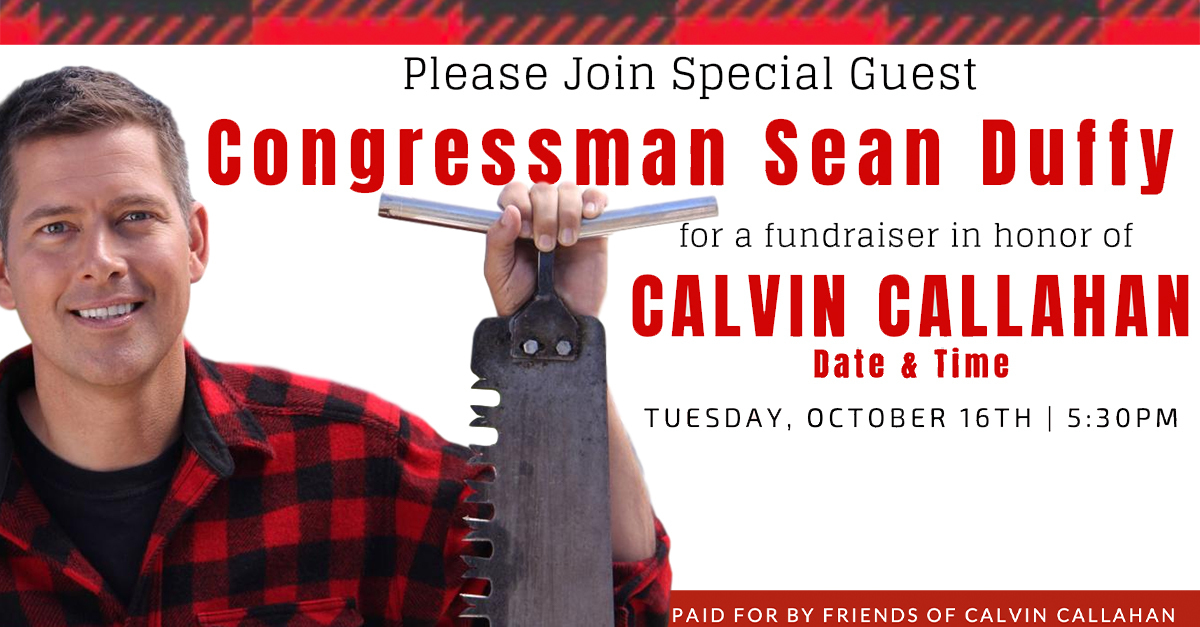 Please Join Special Guest
Congressman Sean Duffy
for a fundraiser in honor of
CALVIN CALLAHAN
Date & Time
TUESDAY, OCTOBER 16TH | 5:30PM
PAID FOR BY FRIENDS OF CALVIN CALLAHAN